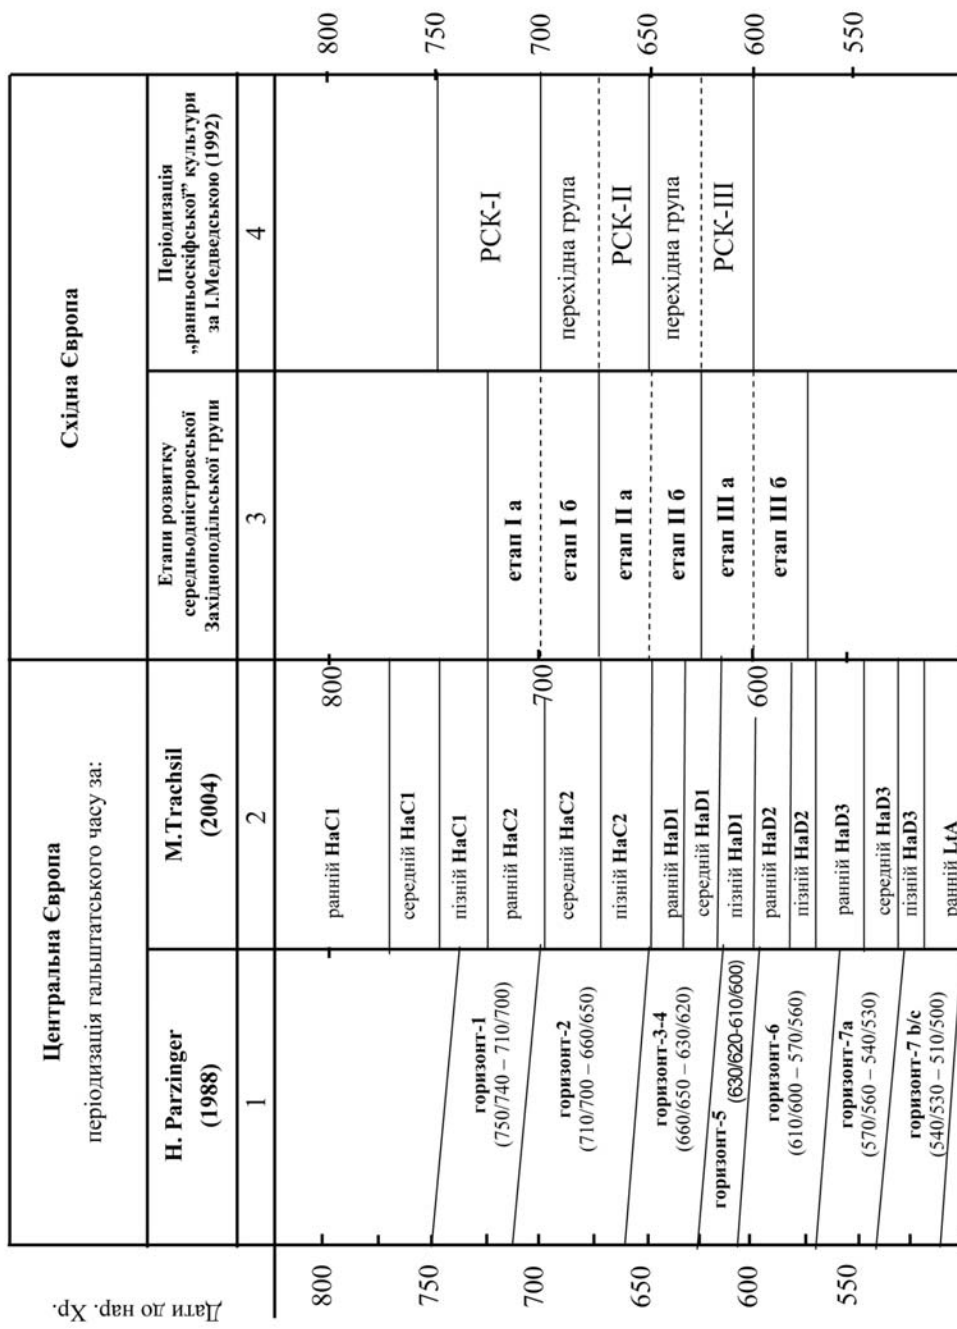 Дати до нар. Хр.
Центральна Європа
періодизація гальштатського часу за:
H. Parzinger
(1988)
M.Trachsil
(2004)
Східна Європа
Етапи розвитку
середньодністровської
Західноподільської групи
Періодизація
„ранньоскіфської” культури
за І.Медведською (1992)
1
2
3
4
800
750
700
650
600
550
горизонт-1
(750/740 – 710/700)
горизонт-2
(710/700 – 660/650)
горизонт-3-4
(660/650 – 630/620)
горизонт-5
(630/620-610/600)
горизонт-6
(610/600 – 570/560)
горизонт-7а
(570/560 – 540/530)
горизонт-7 b/c
(540/530 – 510/500)
ранній HaC1
середній HaC1
пізній HaC1
ранній HaC2
середній HaC2
пізній HaC2
ранній HaD1
середній HaD1
пізній HaD1
ранній HaD2
пізній HaD2
ранній HaD3
середній HaD3
пізній HaD3
ранній LtA
800
700
600
етап І а
етап І б
етап ІІ а
етап ІІ б
етап ІІІ а
етап ІІІ б
РСК-І
перехідна група
РСК-ІІ
перехідна група
РСК-ІІІ
800
750
700
650
600
550